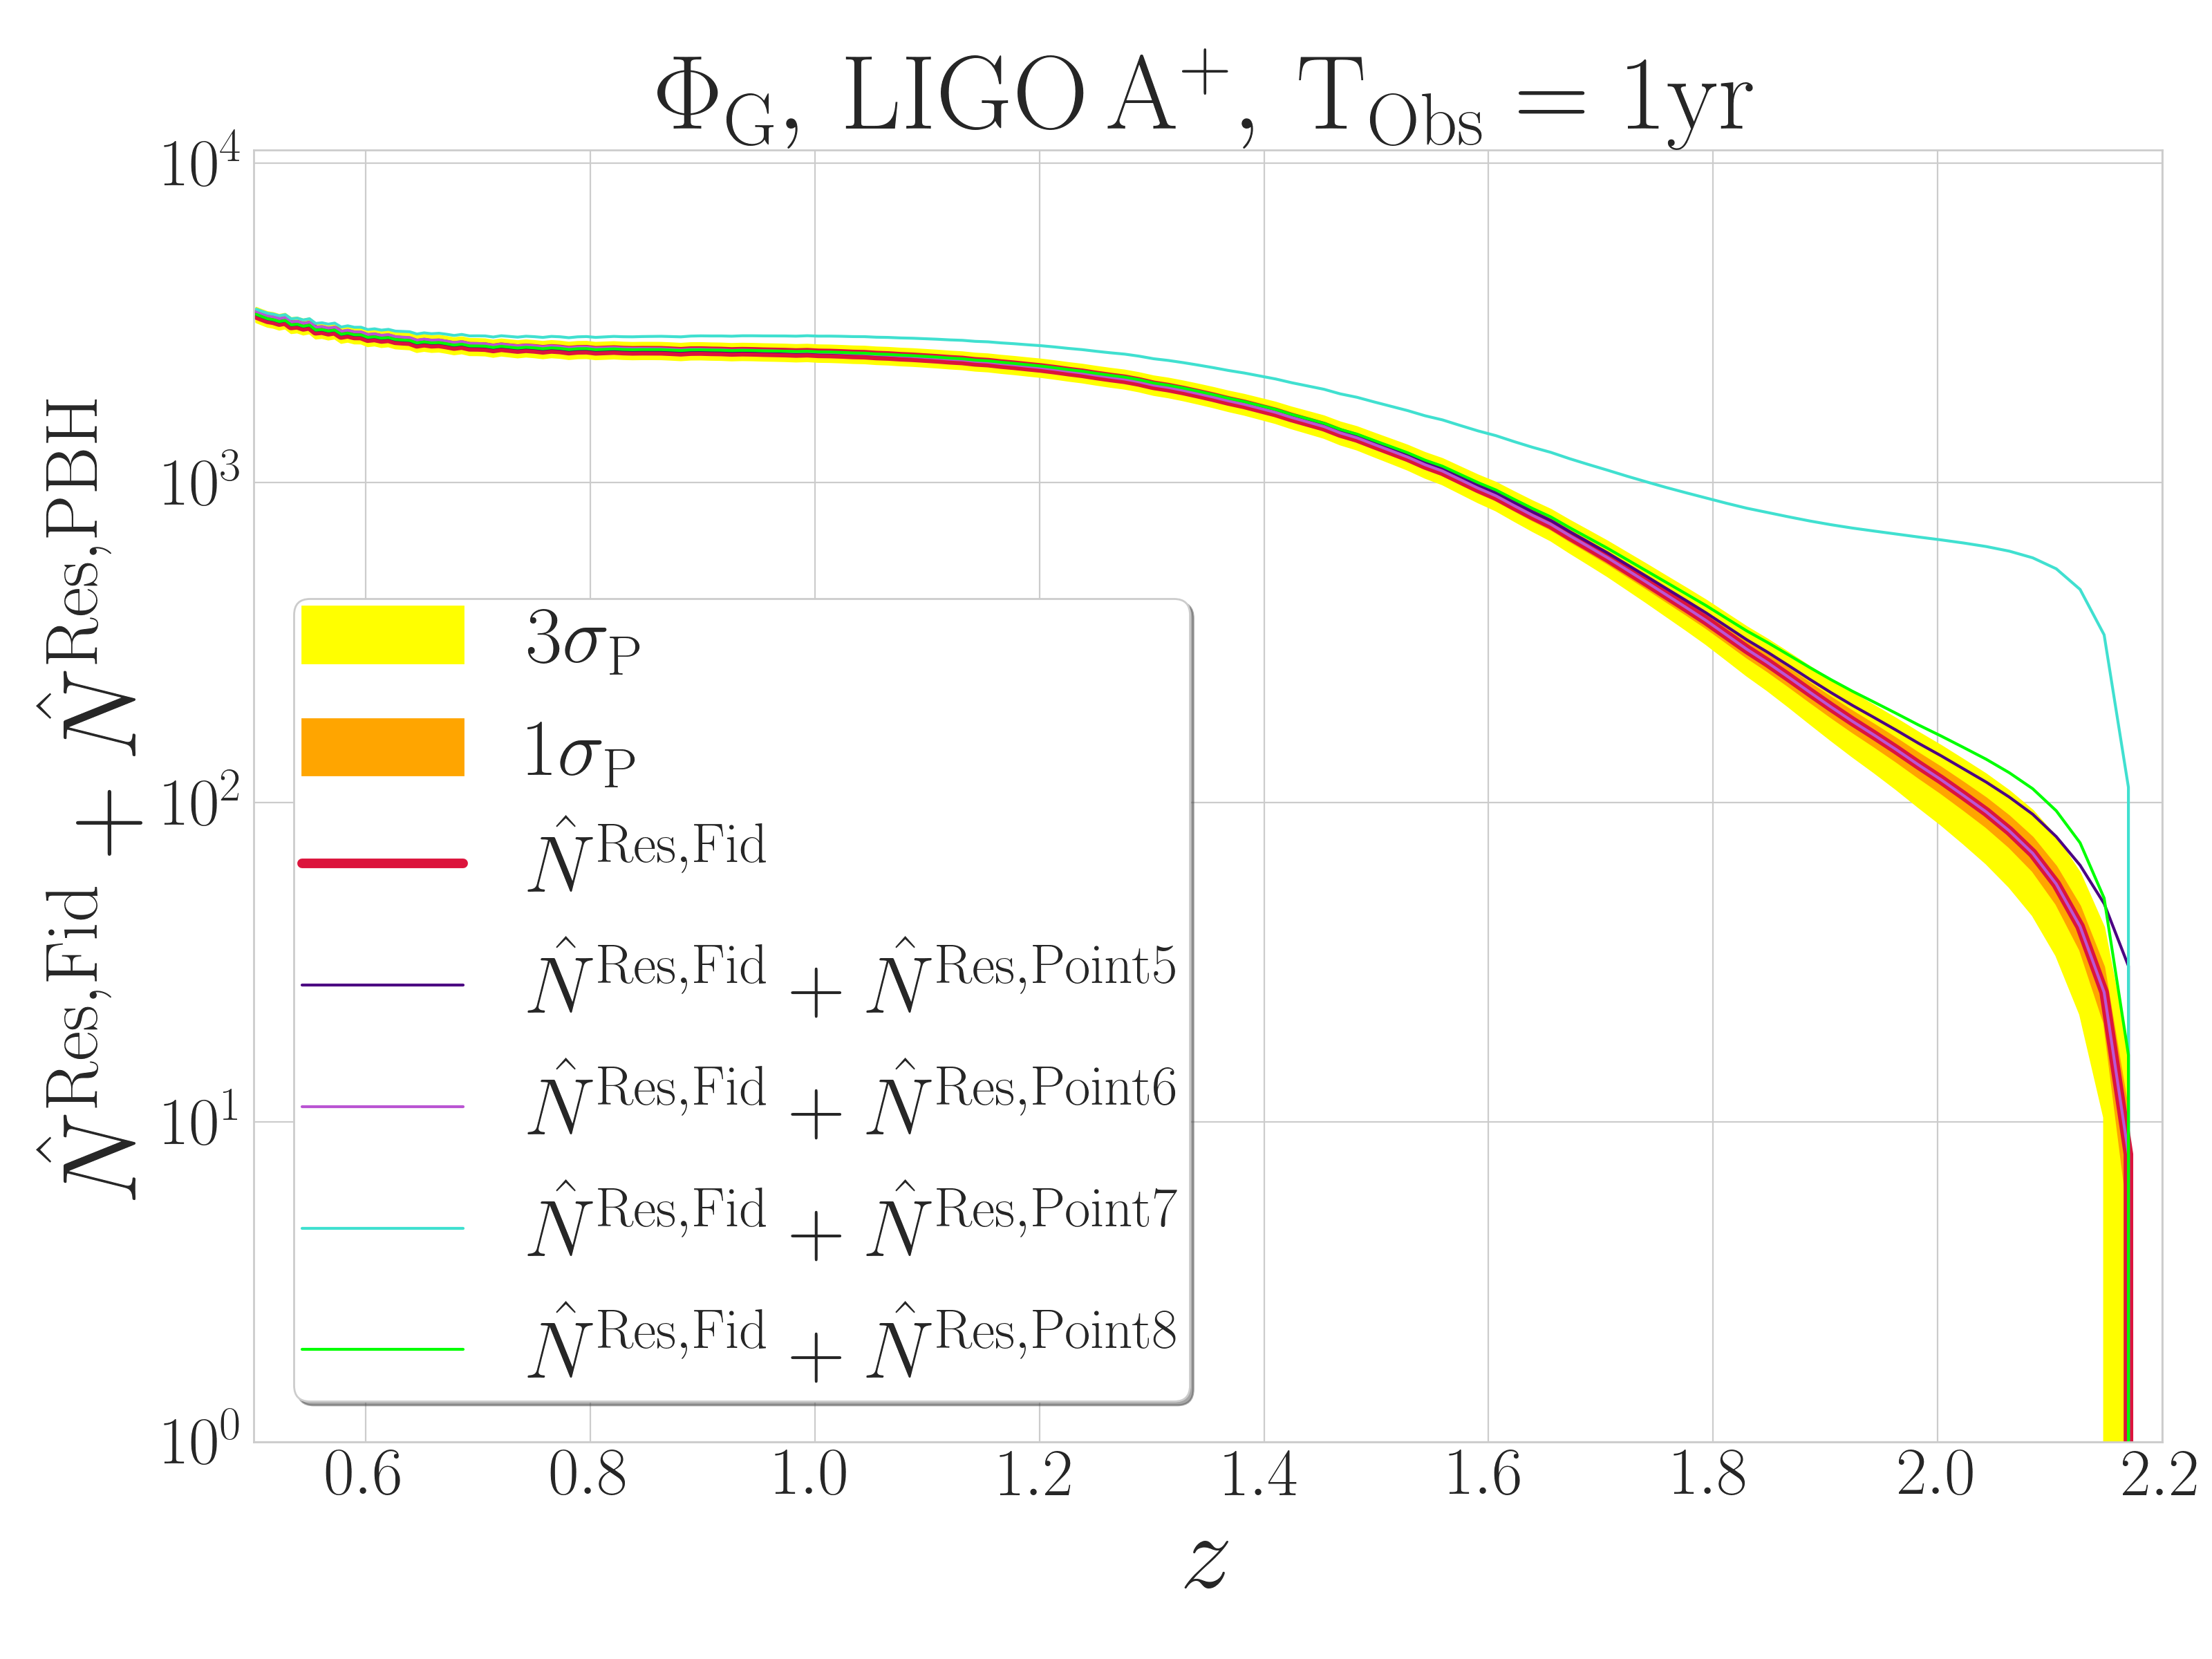 Φ_G, LIGO A^+, T_Obs = 1yr
N̂^Res,Fid + N̂^Res,PBH
10^4
10^3
10^2
10^1
10^0
3σ_P
1σ_P
N̂^Res,Fid
N̂^Res,Fid + N̂^Res,Point5
N̂^Res,Fid + N̂^Res,Point6
N̂^Res,Fid + N̂^Res,Point7
N̂^Res,Fid + N̂^Res,Point8
0.6 0.8 1.0 1.2 1.4 1.6 1.8 2.0 2.2
z